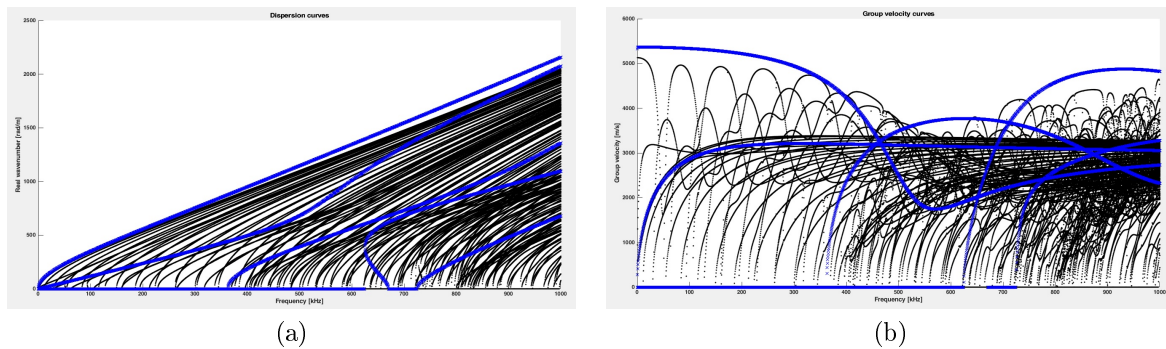 Dispersion curves
2500
2000
1500
1000
500
0
Real wavenumber [rad/m]
0 100 200 300 400 500 600 700 800 900 1000
Frequency [kHz]
(a)
Group velocity curves
6000
5000
4000
3000
2000
1000
0
Group velocity [m/s]
0 100 200 300 400 500 600 700 800 900 1000
Frequency [kHz]
(b)